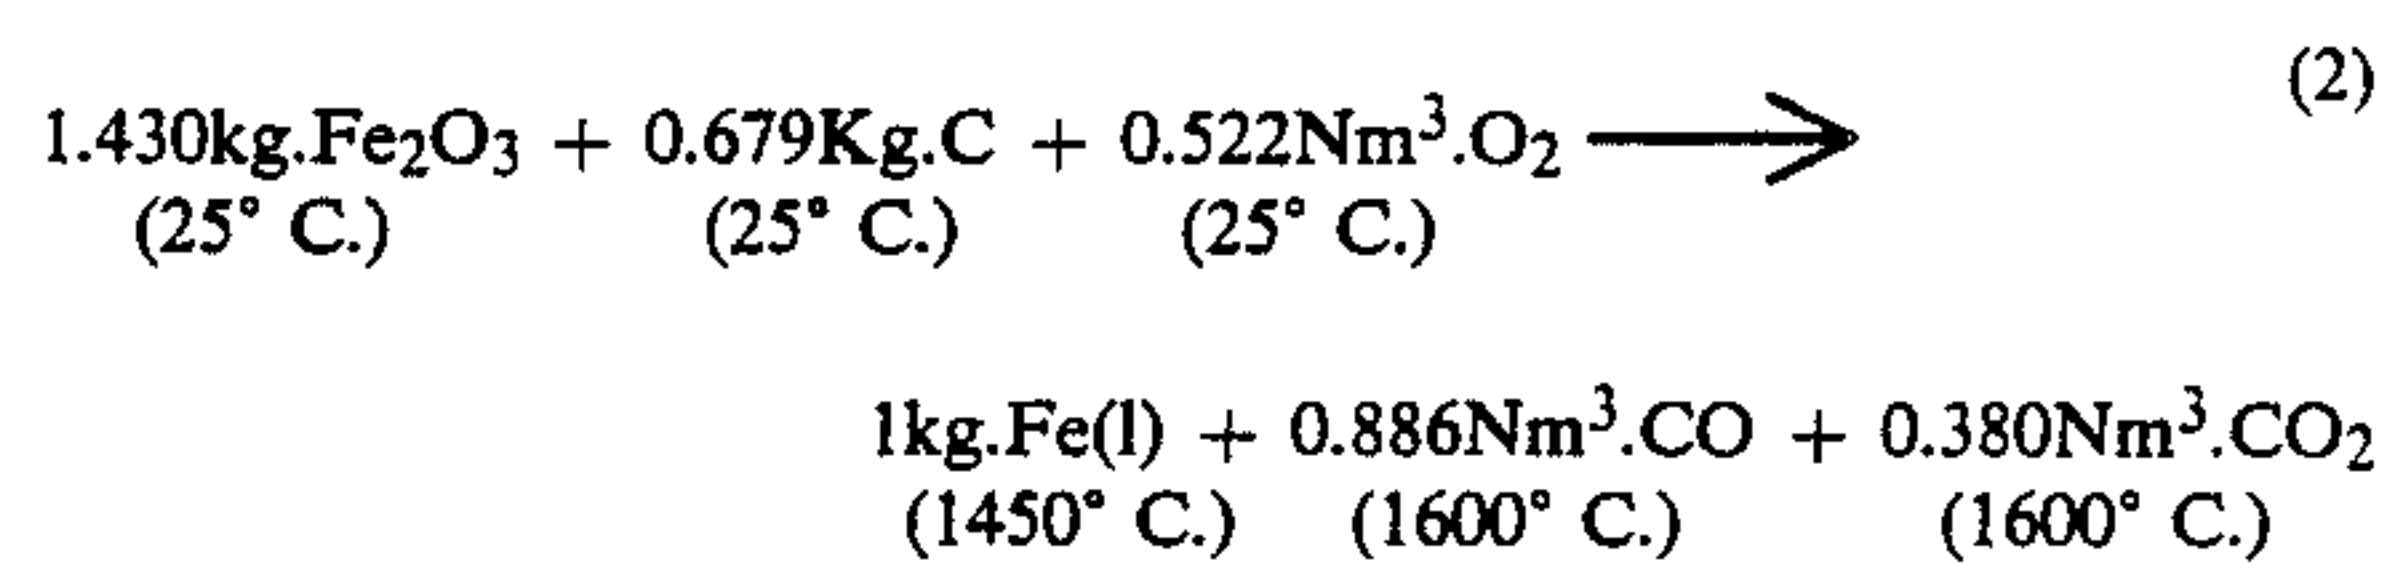 (2)
1.430kg.Fe₂O₃ + 0.679Kg.C + 0.522Nm³.O₂ ⟶
(25° C.) (25° C.) (25° C.)
1kg.Fe(l) + 0.886Nm³.CO + 0.380Nm³.CO₂
(1450° C.) (1600° C.) (1600° C.)